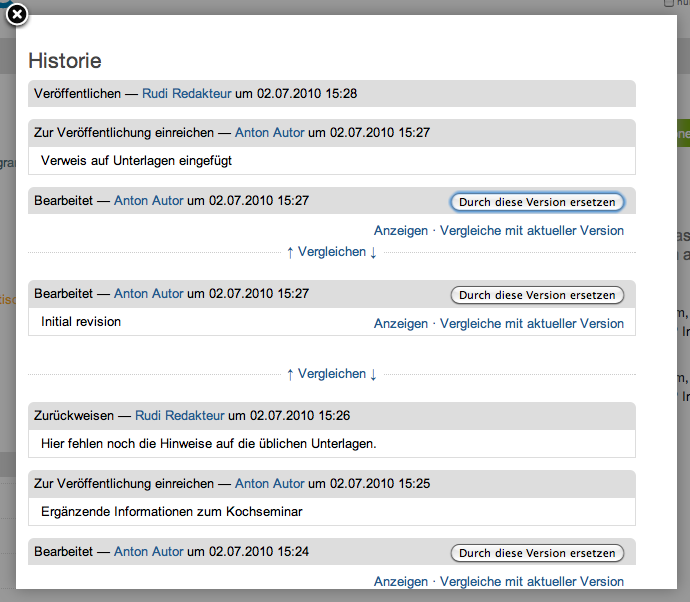 Historie
Veröffentlichen — Rudi Redakteur um 02.07.2010 15:28
Zur Veröffentlichung einreichen — Anton Autor um 02.07.2010 15:27
Verweis auf Unterlagen eingefügt
Bearbeitet — Anton Autor um 02.07.2010 15:27 Durch diese Version ersetzen
Anzeigen · Vergleiche mit aktueller Version
↑ Vergleichen ↓
Bearbeitet — Anton Autor um 02.07.2010 15:27 Durch diese Version ersetzen
Initial revision Anzeigen · Vergleiche mit aktueller Version
↑ Vergleichen ↓
Zurückweisen — Rudi Redakteur um 02.07.2010 15:26
Hier fehlen noch die Hinweise auf die üblichen Unterlagen.
Zur Veröffentlichung einreichen — Anton Autor um 02.07.2010 15:25
Ergänzende Informationen zum Kochseminar
Bearbeitet — Anton Autor um 02.07.2010 15:24 Durch diese Version ersetzen
Anzeigen · Vergleiche mit aktueller Version